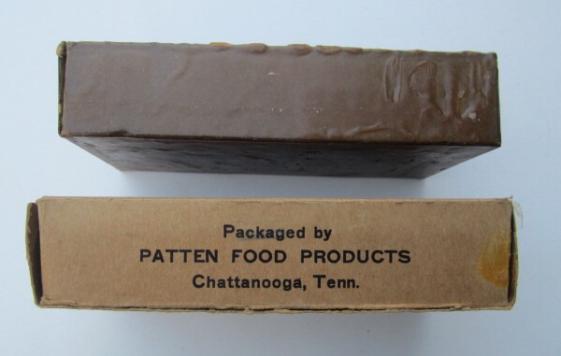 Packaged by
PATTEN FOOD PRODUCTS
Chattanooga, Tenn.